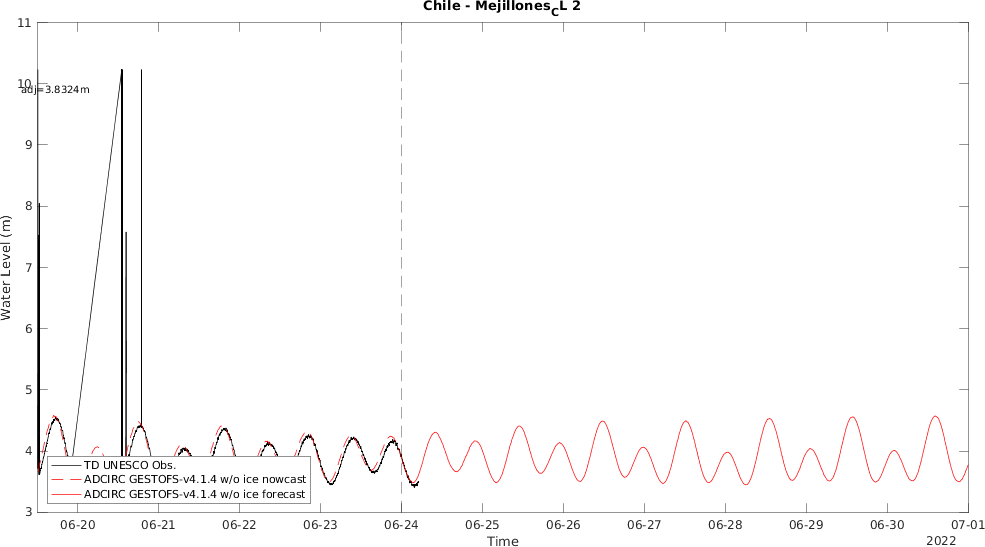 Chile - Mejillones_CL 2
Water Level (m)
11
10
9
8
7
6
5
4
3
adj=3.8324m
TD UNESCO Obs.
ADCIRC GESTOFS-v4.1.4 w/o ice nowcast
ADCIRC GESTOFS-v4.1.4 w/o ice forecast
06-20 06-21 06-22 06-23 06-24 06-25 06-26 06-27 06-28 06-29 06-30 07-01
Time
2022